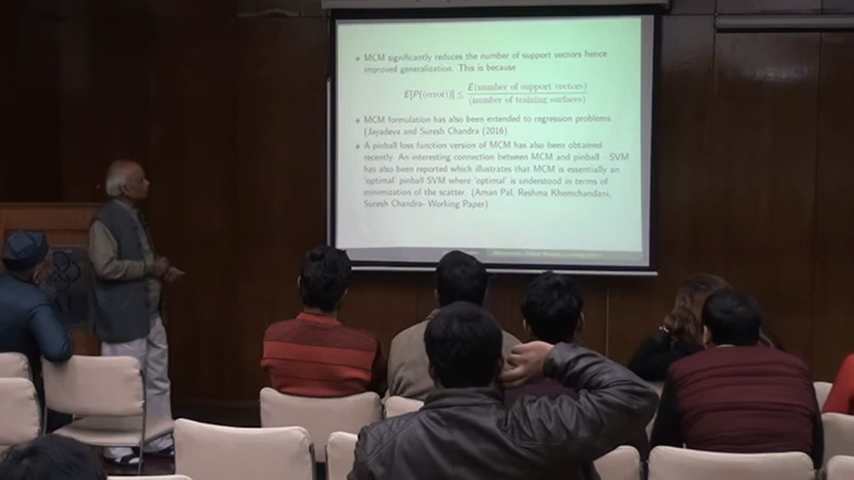 MCM significantly reduces the number of support vectors hence
improved generalization. This is because
E[P((error))] ≤ E(number of support vectors) / (number of training surfaces)
MCM formulation has also been extended to regression problems.
(Jayadeva and Suresh Chandra (2016)
A pinball loss function version of MCM has also been obtained
recently. An interesting connection between MCM and pinball SVM
has also been reported which illustrates that MCM is essentially an
'optimal' pinball SVM where 'optimal' is understood in terms of
minimization of the scatter. (Aman Pal, Reshma Khemchandani,
Suresh Chandra- Working Paper)